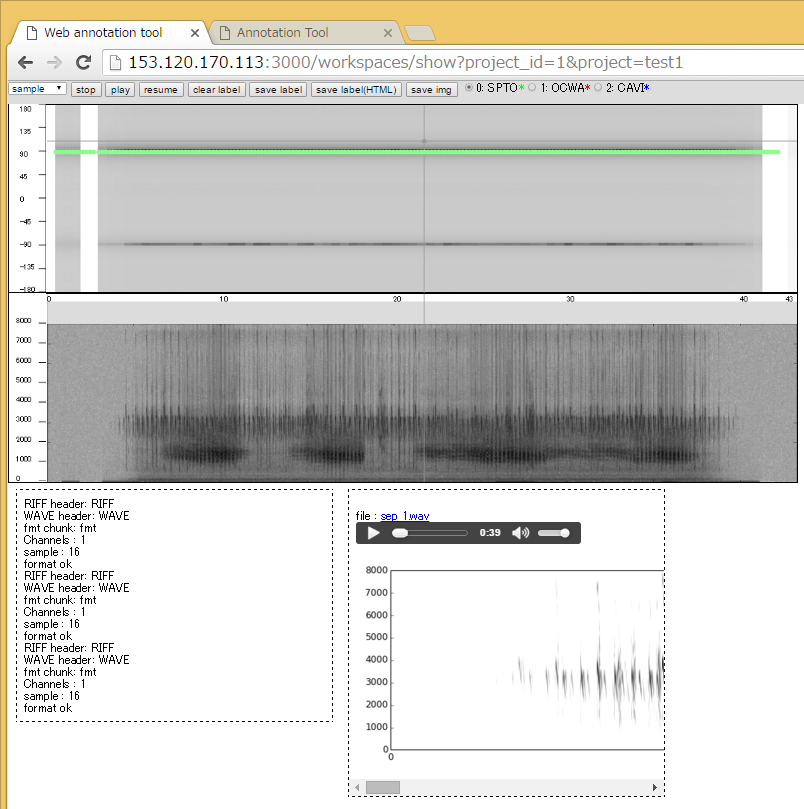 Web annotation tool
Annotation Tool
153.120.170.113:3000/workspaces/show?project_id=1&project=test1
sample stop play resume clear label save label save label(HTML) save img 0: SPTO* 1: OCWA* 2: CAVI*
180
135
90
45
0
-45
-90
-135
-180
0 10 20 30 40 43
8000
7000
6000
5000
4000
3000
2000
1000
0
RIFF header: RIFF
WAVE header: WAVE
fmt chunk: fmt
Channels : 1
sample : 16
format ok
RIFF header: RIFF
WAVE header: WAVE
fmt chunk: fmt
Channels : 1
sample : 16
format ok
RIFF header: RIFF
WAVE header: WAVE
fmt chunk: fmt
Channels : 1
sample : 16
format ok
file : sep_1.wav
0:39
8000
7000
6000
5000
4000
3000
2000
1000
0
0